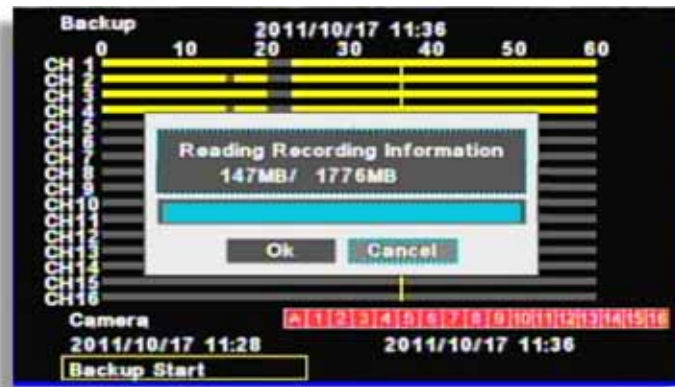 Backup 2011/10/17 11:36
0 10 20 30 40 50 60
CH 1
CH 2
CH 3
CH 4
CH 5
CH 6
CH 7
CH 8
CH 9
CH10
CH11
CH12
CH13
CH14
CH15
CH16
Reading Recording Information
147MB/ 1776MB
Ok Cancel
Camera A 1 2 3 4 5 6 7 8 9 10 11 12 13 14 15 16
2011/10/17 11:28 2011/10/17 11:36
Backup Start